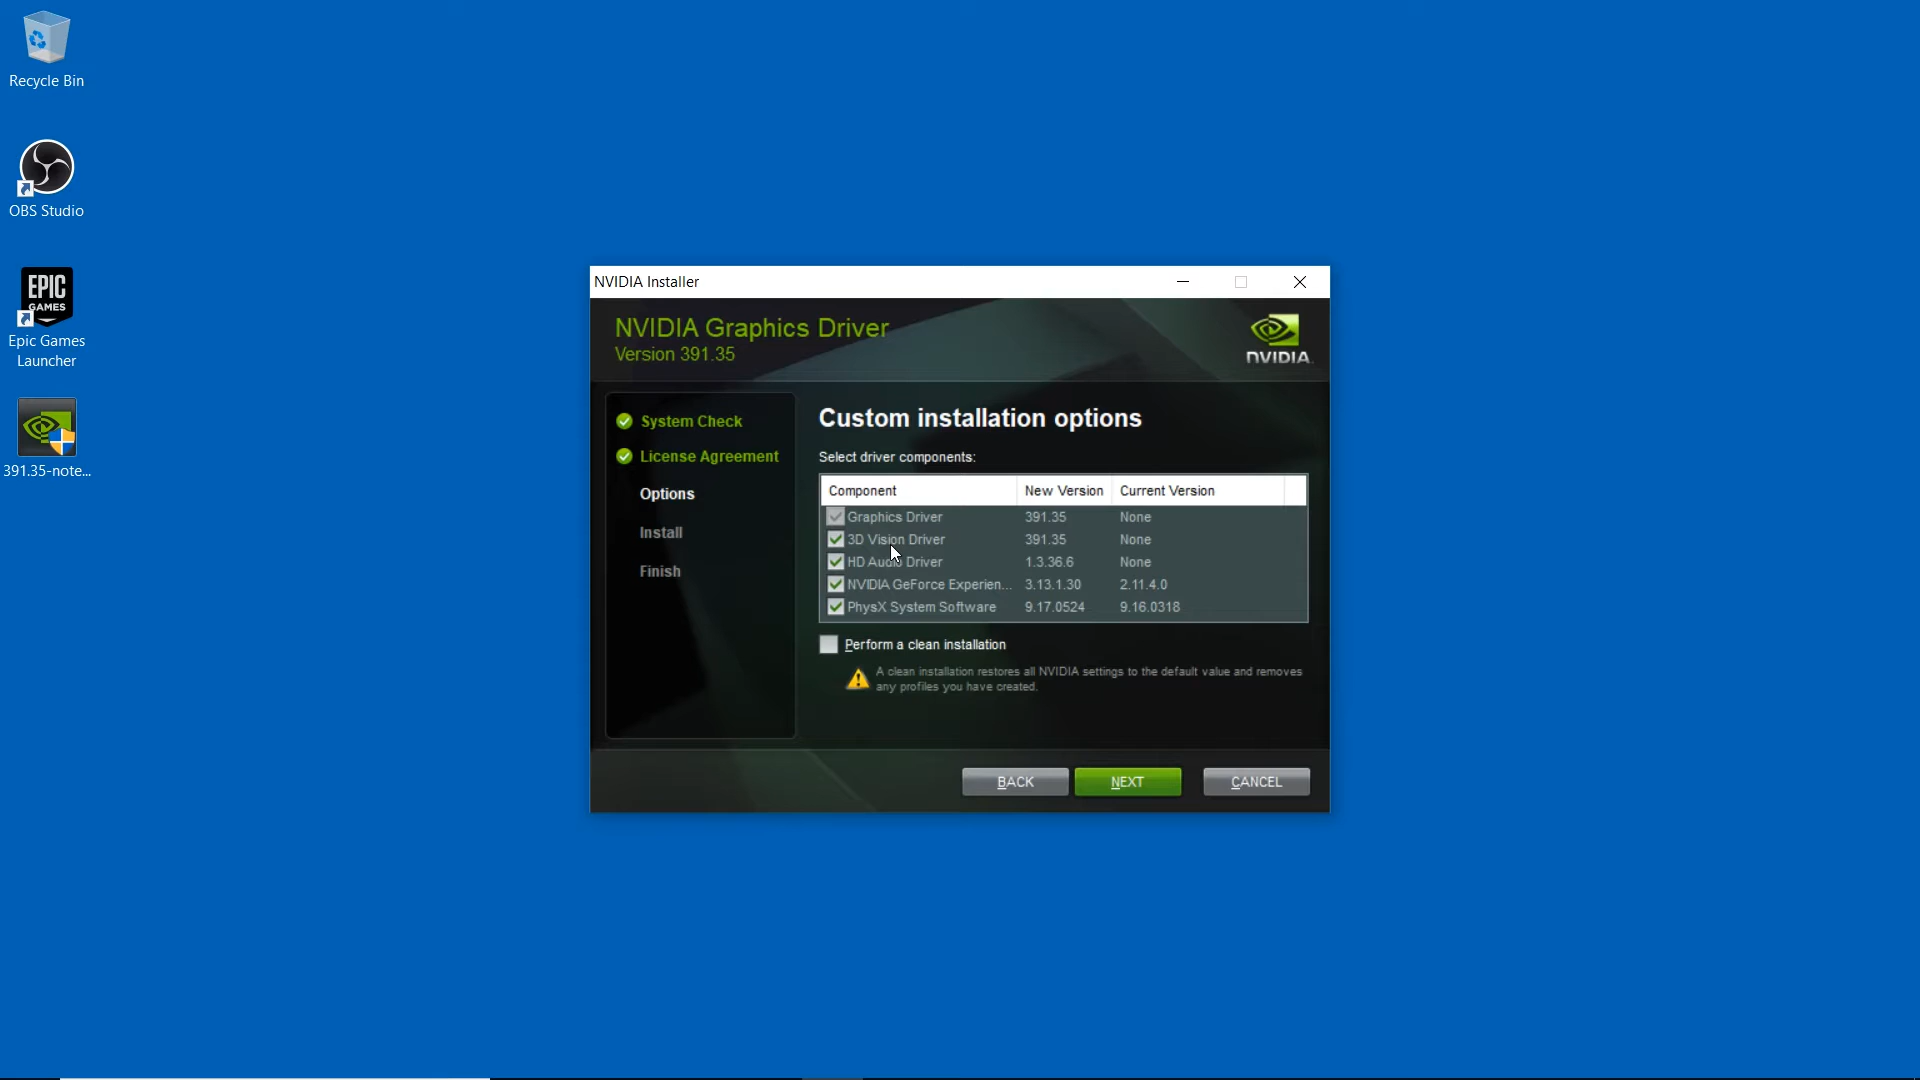 Recycle Bin
OBS Studio
EPIC
GAMES
Epic Games
Launcher
391.35-note...
NVIDIA Installer
NVIDIA Graphics Driver
Version 391.35
NVIDIA
System Check
License Agreement
Options
Install
Finish
Custom installation options
Select driver components:
Component New Version Current Version
Graphics Driver 391.35 None
3D Vision Driver 391.35 None
HD Audio Driver 1.3.36.6 None
NVIDIA GeForce Experien... 3.13.1.30 2.11.4.0
PhysX System Software 9.17.0524 9.16.0318
Perform a clean installation
A clean installation restores all NVIDIA settings to the default value and removes
any profiles you have created.
BACK NEXT CANCEL